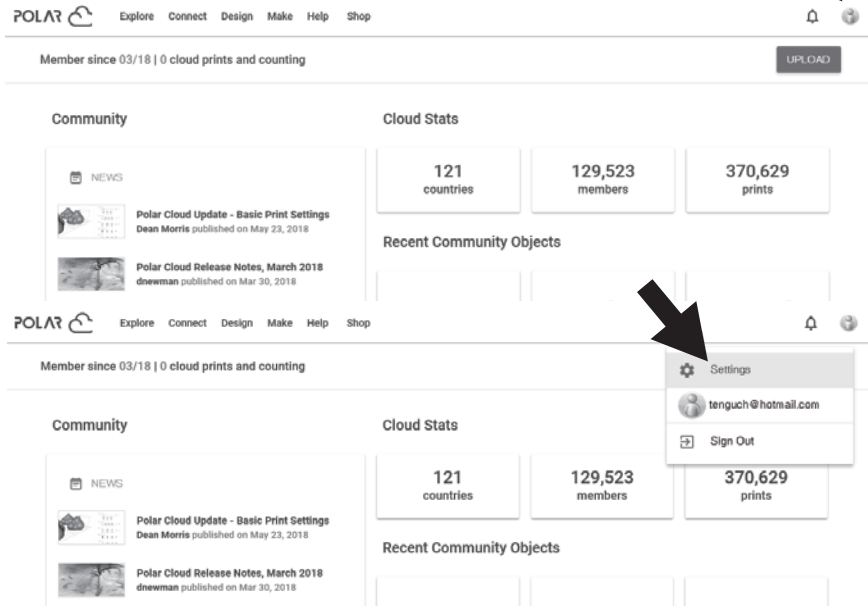 POLAR Explore Connect Design Make Help Shop
Member since 03/18 | 0 cloud prints and counting UPLOAD
Community
NEWS
Polar Cloud Update - Basic Print Settings
Dean Morris published on May 23, 2018
Polar Cloud Release Notes, March 2018
dnewman published on Mar 30, 2018
Cloud Stats
121
countries
129,523
members
370,629
prints
Recent Community Objects
POLAR Explore Connect Design Make Help Shop
Member since 03/18 | 0 cloud prints and counting
Settings
tenguch@hotmail.com
Sign Out
Community
NEWS
Polar Cloud Update - Basic Print Settings
Dean Morris published on May 23, 2018
Polar Cloud Release Notes, March 2018
dnewman published on Mar 30, 2018
Cloud Stats
121
countries
129,523
members
370,629
prints
Recent Community Objects